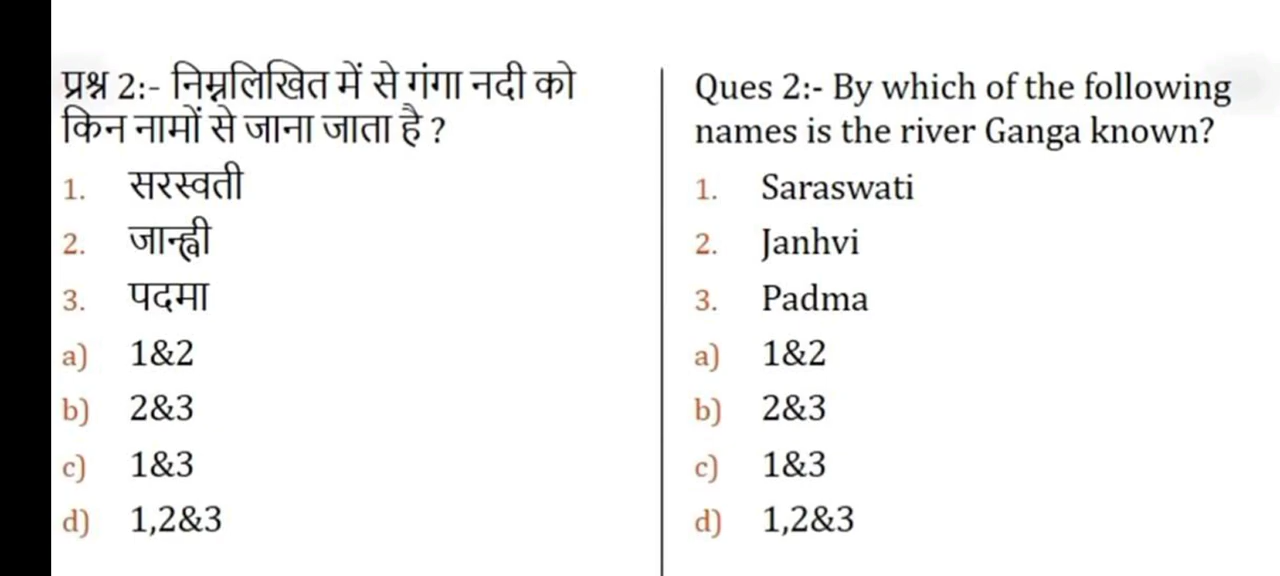 प्रश्न 2:- निम्नलिखित में से गंगा नदी को
किन नामों से जाना जाता है ?
1. सरस्वती
2. जान्ह्वी
3. पदमा
a) 1&2
b) 2&3
c) 1&3
d) 1,2&3
Ques 2:- By which of the following
names is the river Ganga known?
1. Saraswati
2. Janhvi
3. Padma
a) 1&2
b) 2&3
c) 1&3
d) 1,2&3